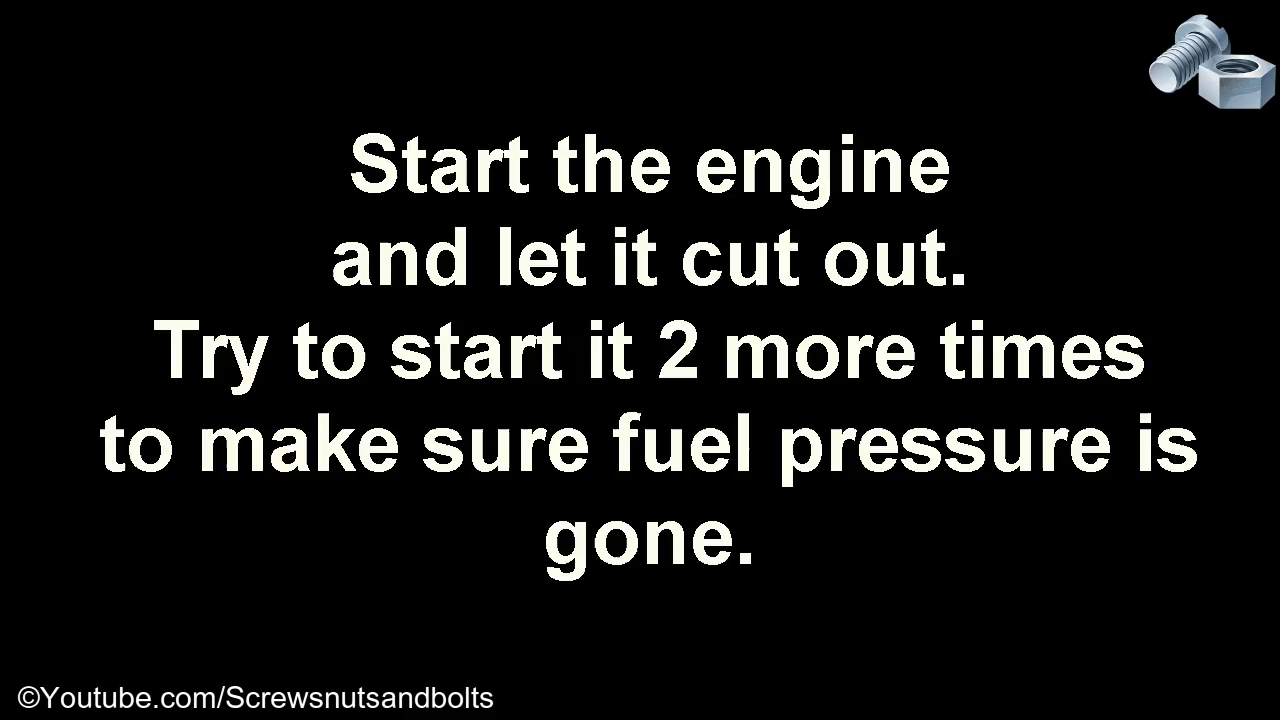 Start the engine
and let it cut out.
Try to start it 2 more times
to make sure fuel pressure is
gone.
©Youtube.com/Screwsnutsandbolts